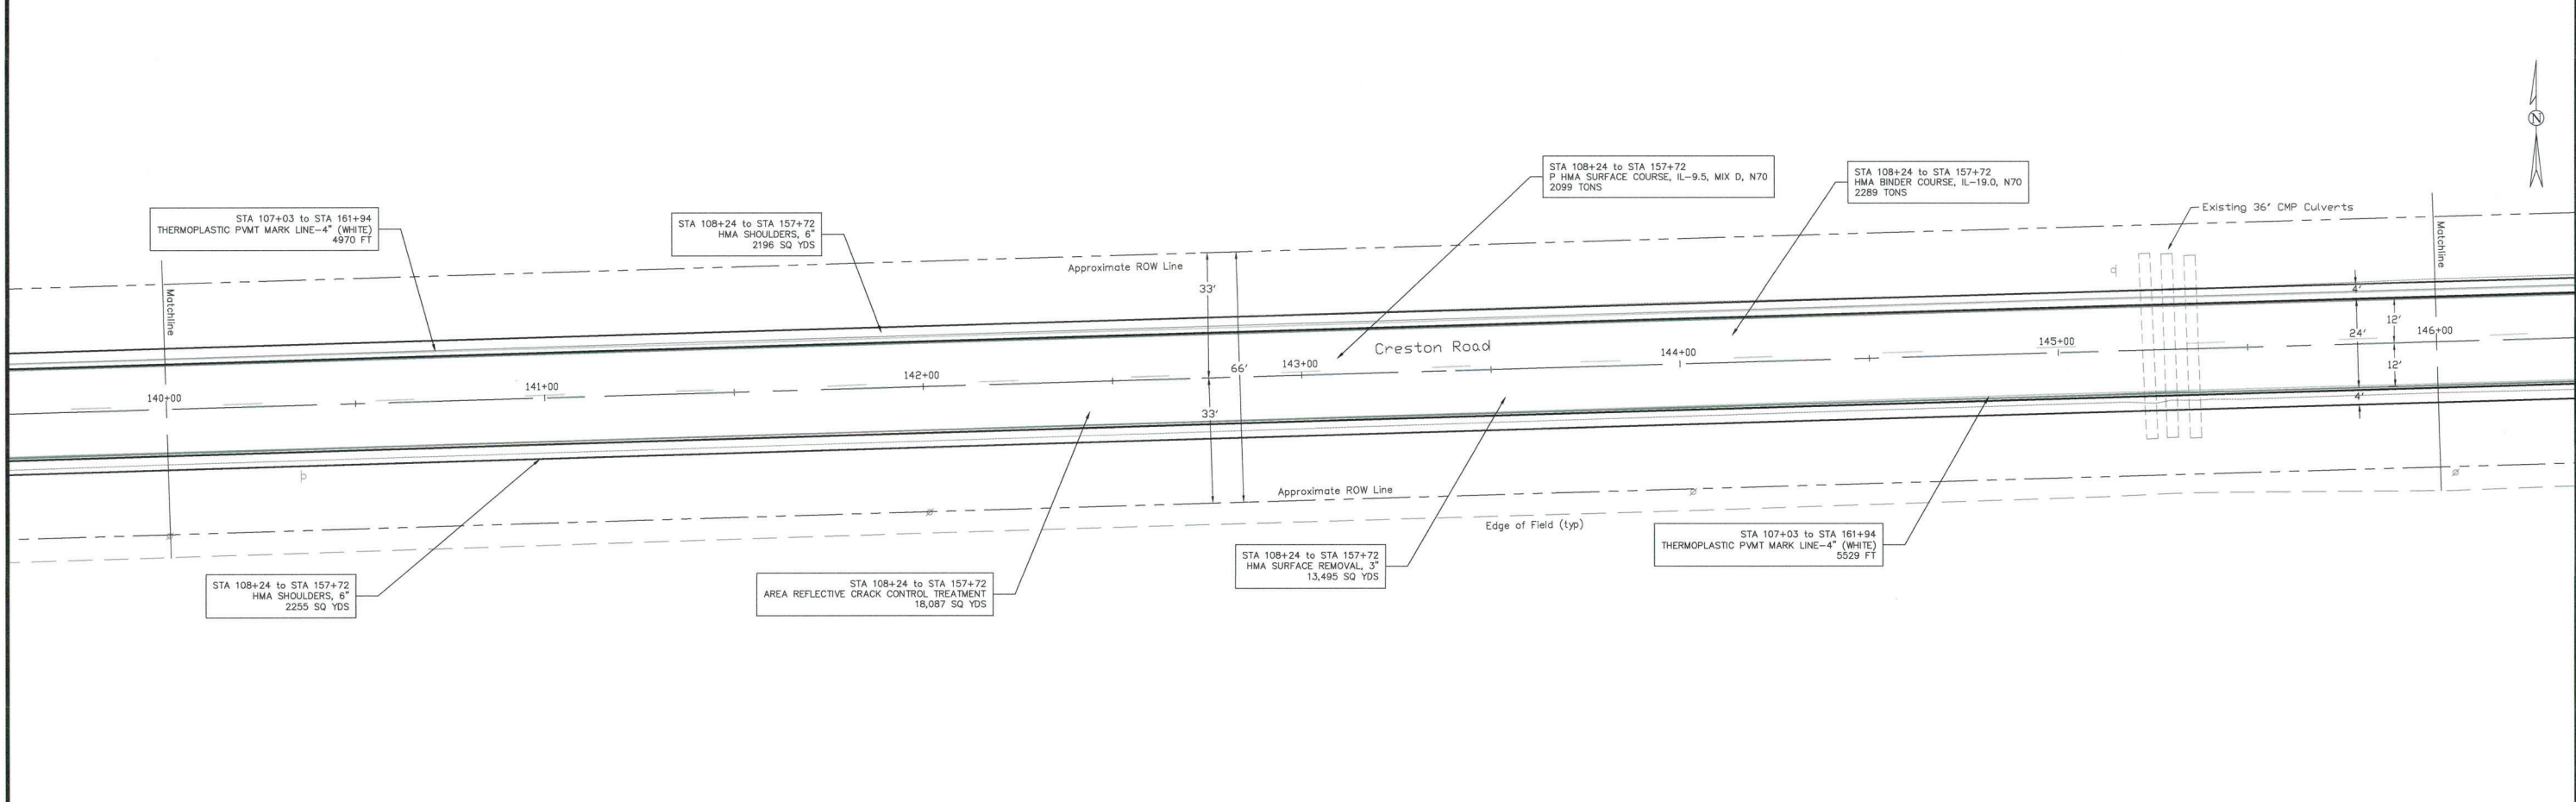 STA 108+24 to STA 157+72
P HMA SURFACE COURSE, IL-9.5, MIX D, N70
2099 TONS
STA 108+24 to STA 157+72
HMA BINDER COURSE, IL-19.0, N70
2289 TONS
N
STA 107+03 to STA 161+94
THERMOPLASTIC PVMT MARK LINE-4" (WHITE)
4970 FT
STA 108+24 to STA 157+72
HMA SHOULDERS, 6"
2196 SQ YDS
Existing 36' CMP Culverts
Matchline
Approximate ROW Line
33'
Matchline
4'
66'
Creston Road
24'
12'
12'
4'
140+00
141+00
142+00
143+00
144+00
145+00
146+00
33'
Approximate ROW Line
Edge of Field (typ)
STA 108+24 to STA 157+72
HMA SHOULDERS, 6"
2255 SQ YDS
STA 108+24 to STA 157+72
AREA REFLECTIVE CRACK CONTROL TREATMENT
18,087 SQ YDS
STA 108+24 to STA 157+72
HMA SURFACE REMOVAL, 3"
13,495 SQ YDS
STA 107+03 to STA 161+94
THERMOPLASTIC PVMT MARK LINE-4" (WHITE)
5529 FT